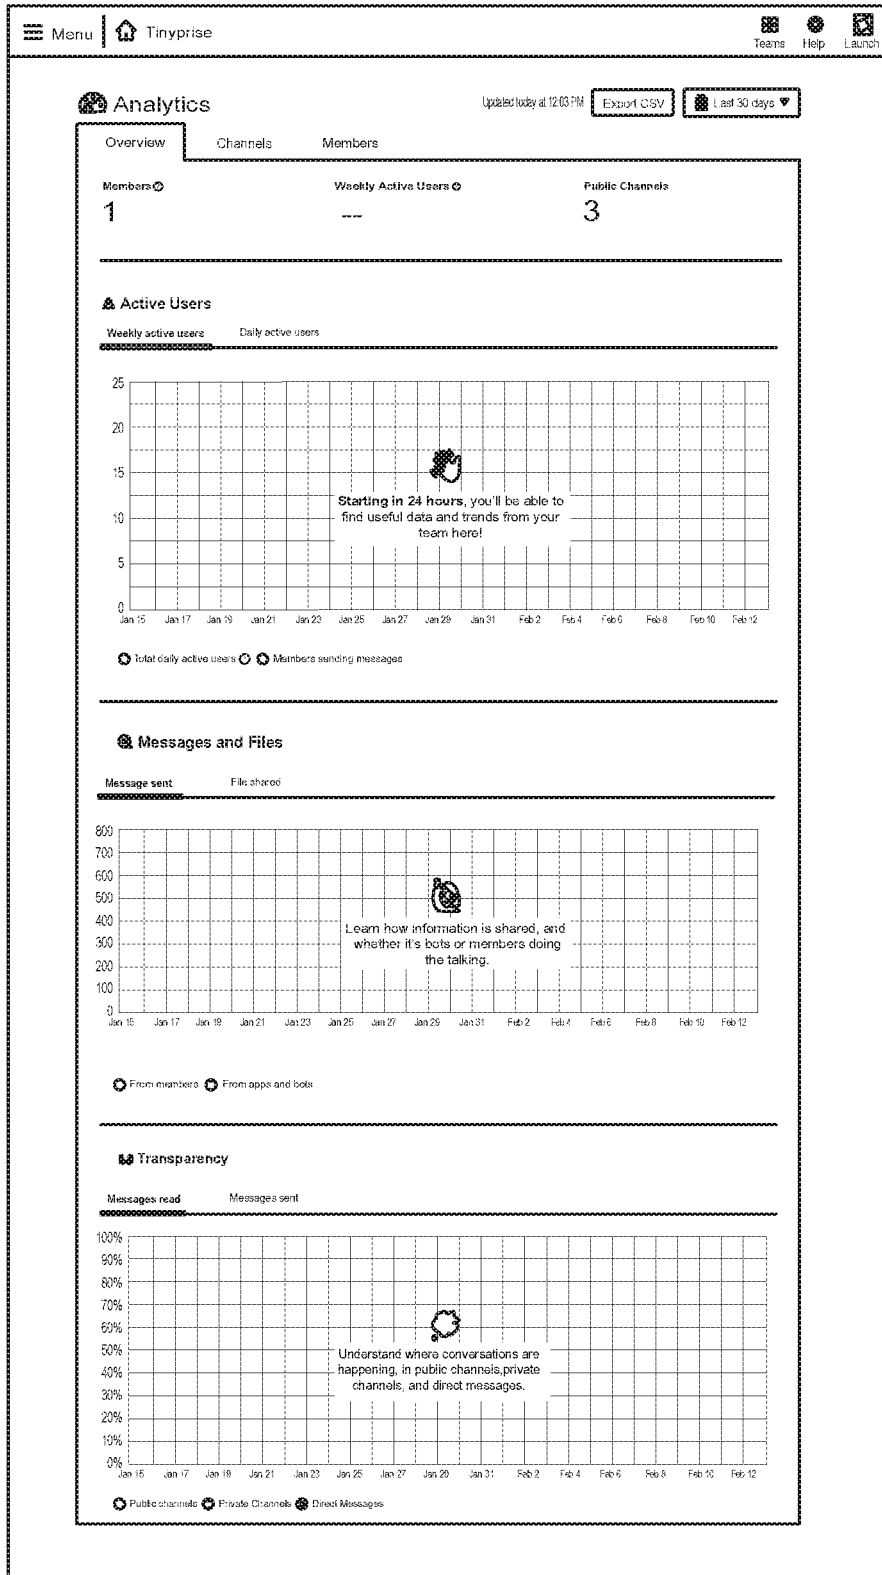 Menu Tinyprise
Teams Help Launch
Analytics
Updated today at 12:03 PM Export CSV Last 30 days
Overview Channels Members
Members Weekly Active Users Public Channels
1 --- 3
Active Users
Weekly active users Daily active users
25
20
15
10
5
0
Starting in 24 hours, you'll be able to
find useful data and trends from your
team here!
Jan 15 Jan 17 Jan 19 Jan 21 Jan 23 Jan 25 Jan 27 Jan 29 Jan 31 Feb 2 Feb 4 Feb 6 Feb 8 Feb 10 Feb 12
Total daily active users Members sending messages
Messages and Files
Message sent File shared
800
700
600
500
400
300
200
100
0
Learn how information is shared, and
whether it's bots or members doing
the talking.
Jan 15 Jan 17 Jan 19 Jan 21 Jan 23 Jan 25 Jan 27 Jan 29 Jan 31 Feb 2 Feb 4 Feb 6 Feb 8 Feb 10 Feb 12
From members From apps and bots
Transparency
Messages read Messages sent
100%
90%
80%
70%
60%
50%
40%
30%
20%
10%
0%
Understand where conversations are
happening, in public channels,private
channels, and direct messages.
Jan 15 Jan 17 Jan 19 Jan 21 Jan 23 Jan 25 Jan 27 Jan 29 Jan 31 Feb 2 Feb 4 Feb 6 Feb 8 Feb 10 Feb 12
Public channels Private Channels Direct Messages